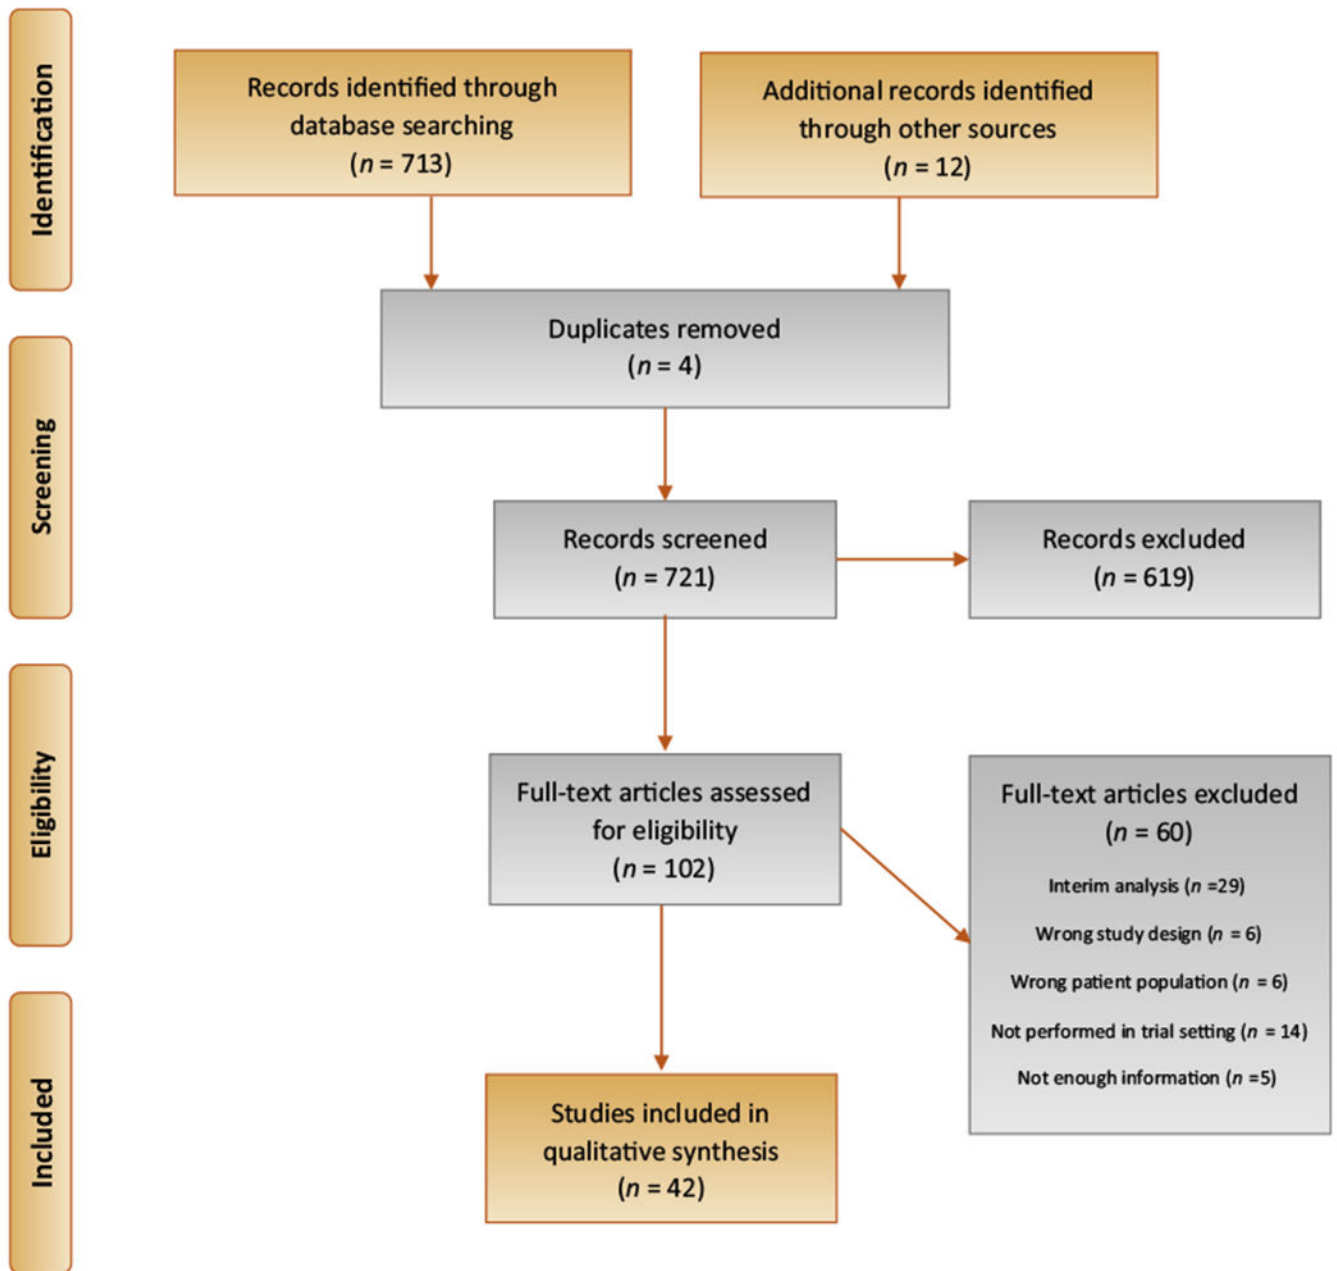 Identification
Records identified through
database searching
(n = 713)
Additional records identified
through other sources
(n = 12)
Duplicates removed
(n = 4)
Screening
Records screened
(n = 721)
Records excluded
(n = 619)
Eligibility
Full-text articles assessed
for eligibility
(n = 102)
Full-text articles excluded
(n = 60)
Interim analysis (n =29)
Wrong study design (n = 6)
Wrong patient population (n = 6)
Not performed in trial setting (n = 14)
Not enough information (n =5)
Included
Studies included in
qualitative synthesis
(n = 42)